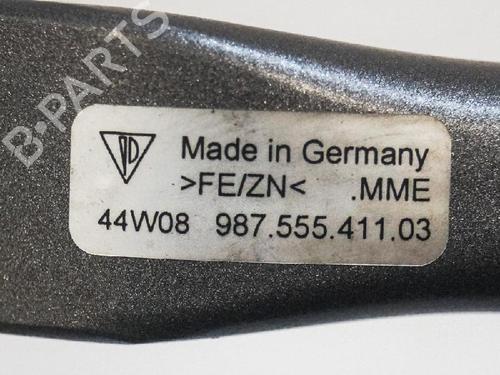 B-PARTS
Made in Germany
>FE/ZN< .MME
44W08 987.555.411.03